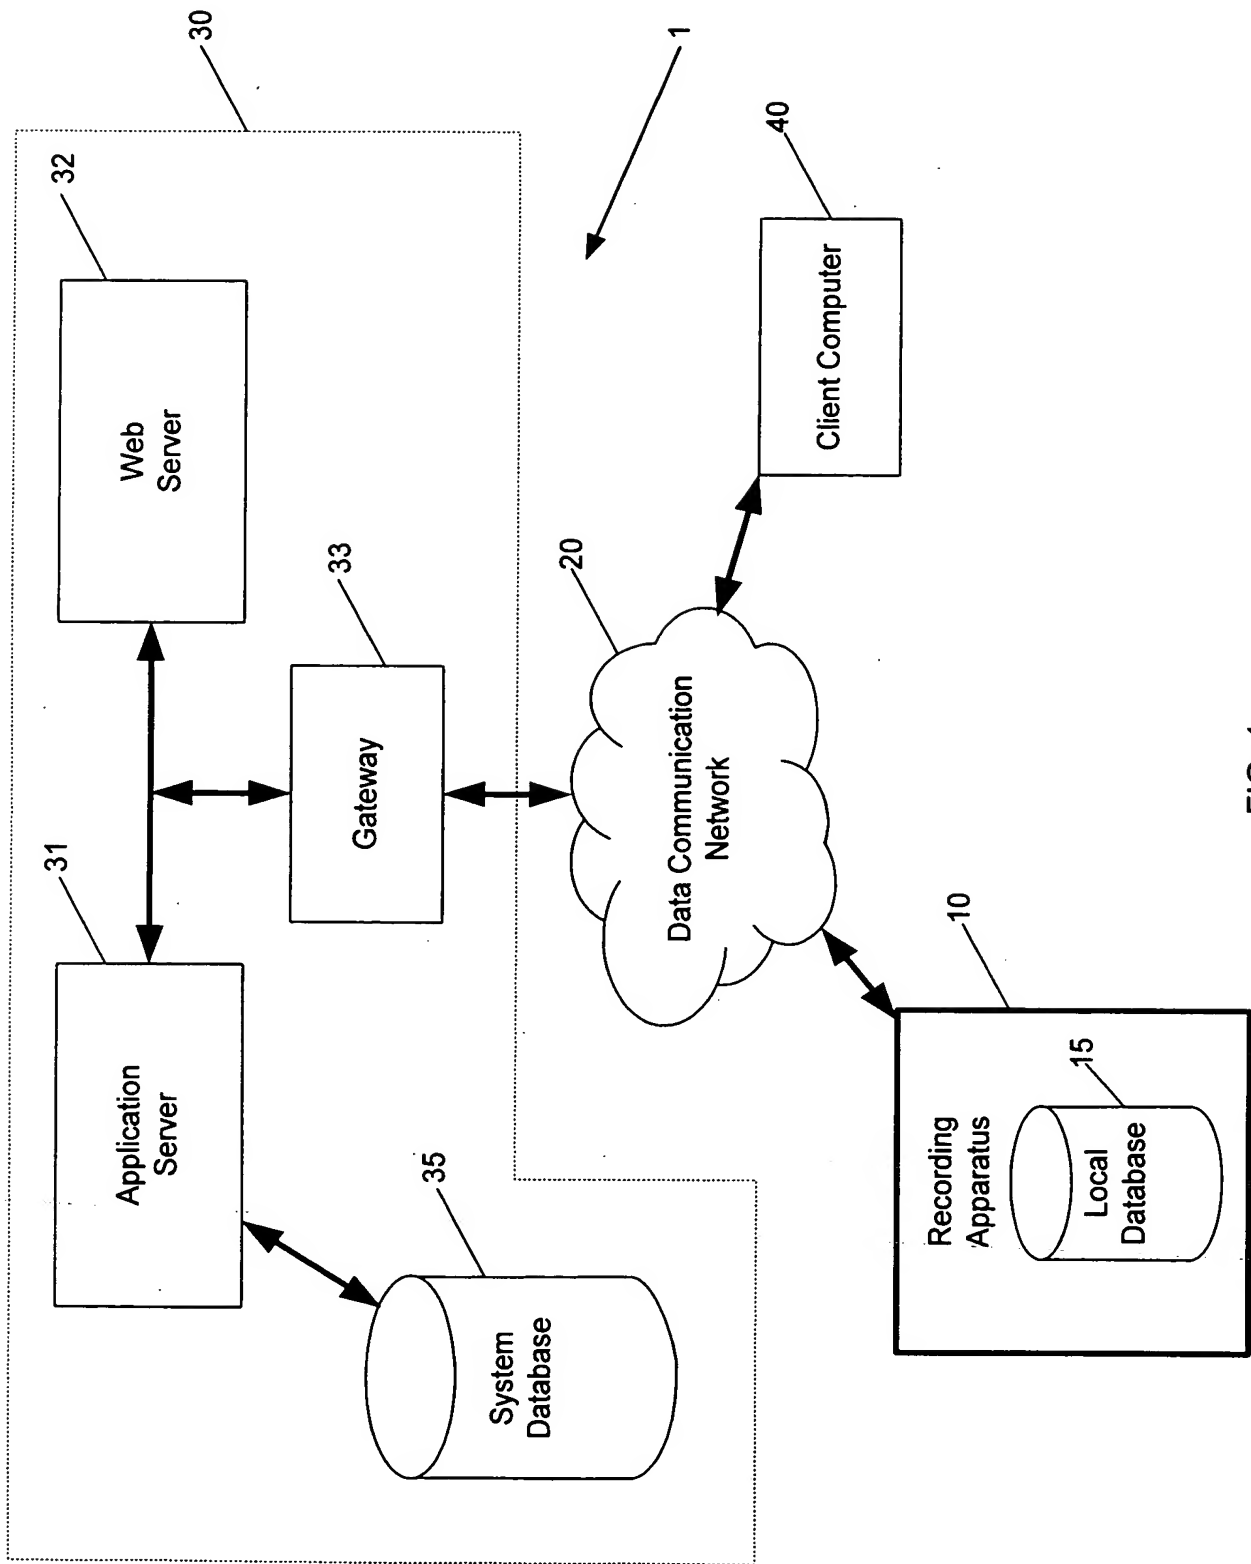 30
32
Web
Server
31
Application
Server
33
Gateway
35
System
Database
1
20
Data Communication
Network
40
Client Computer
10
Recording
Apparatus
15
Local
Database